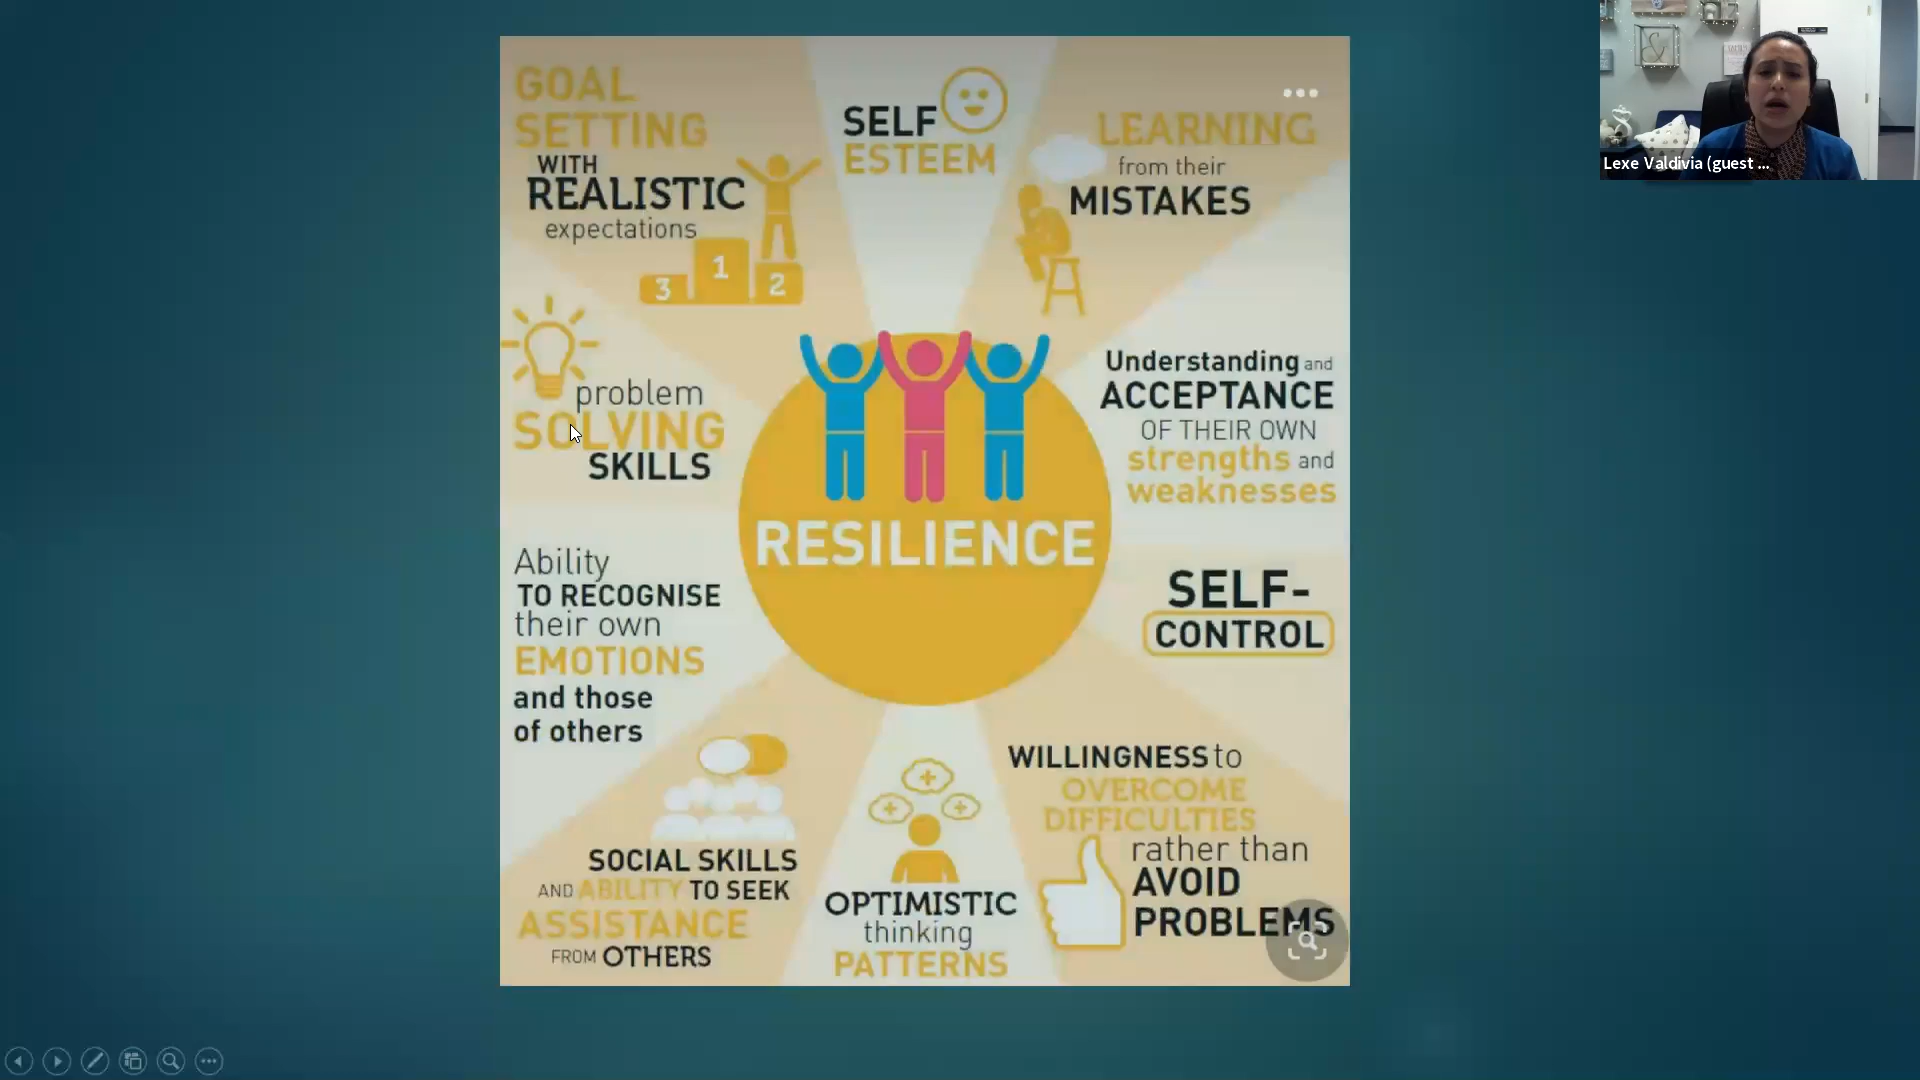 GOAL
SETTING
WITH
REALISTIC
expectations
1
2
3
SELF
ESTEEM
LEARNING
from their
MISTAKES
problem
SOLVING
SKILLS
Understanding and
ACCEPTANCE
OF THEIR OWN
strengths and
weaknesses
RESILIENCE
Ability
TO RECOGNISE
their own
EMOTIONS
and those
of others
SELF-
CONTROL
SOCIAL SKILLS
AND ABILITY TO SEEK
ASSISTANCE
FROM OTHERS
OPTIMISTIC
thinking
PATTERNS
WILLINGNESS to
OVERCOME
DIFFICULTIES
rather than
AVOID
PROBLEMS
Lexe Valdivia (guest ...